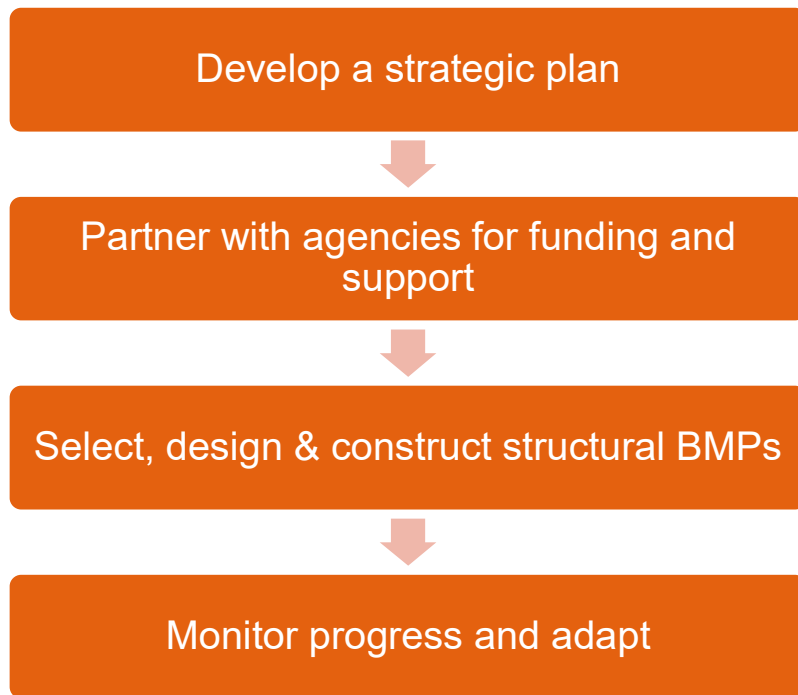 Develop a strategic plan
Partner with agencies for funding and
support
Select, design & construct structural BMPs
Monitor progress and adapt